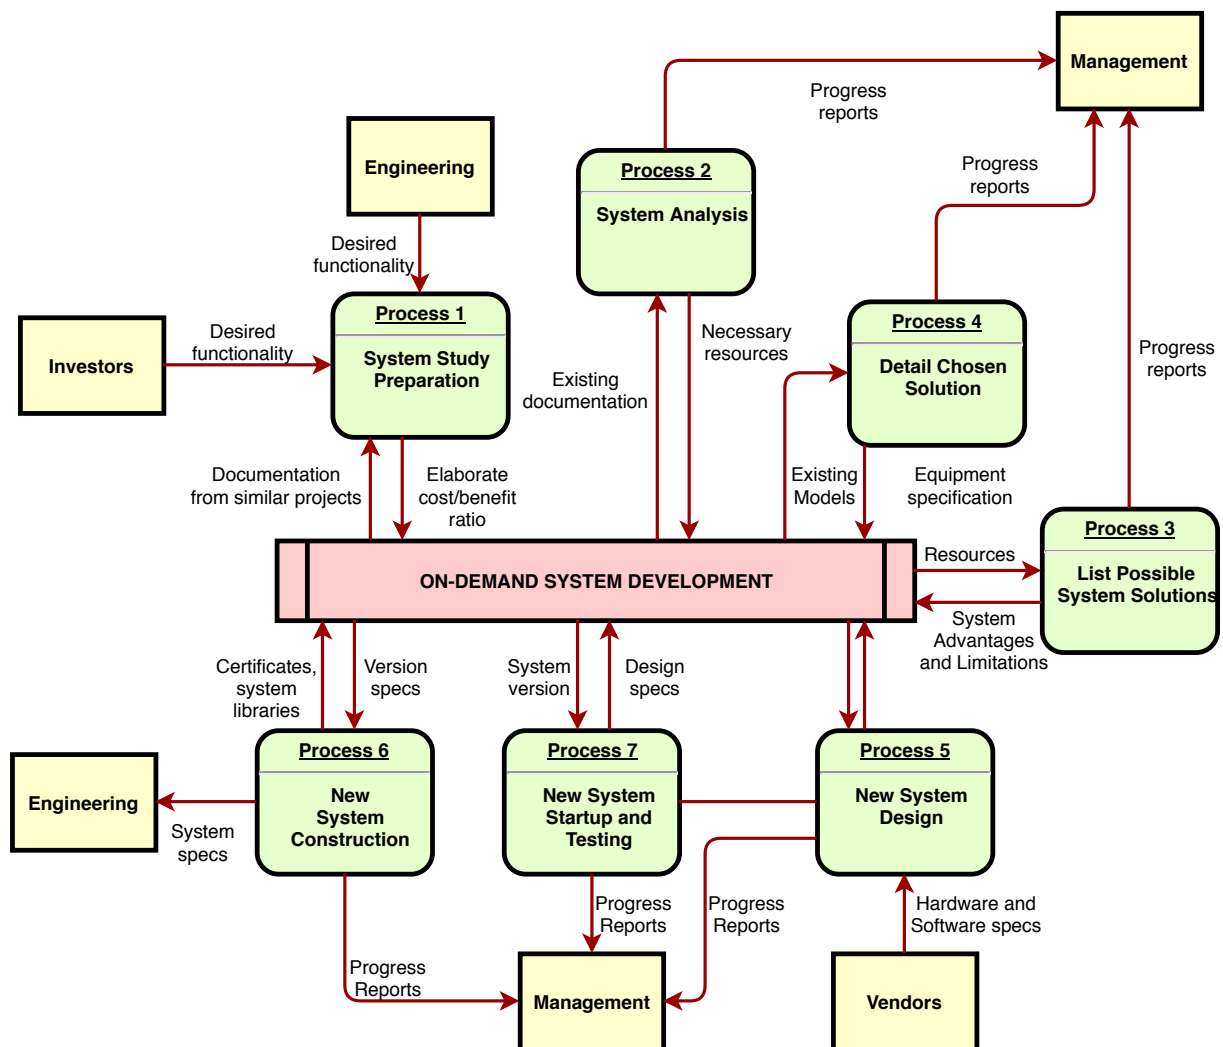 Management
Progress
reports
Engineering
Process 2
System Analysis
Progress
reports
Desired
functionality
Process 1
System Study
Preparation
Investors
Desired
functionality
Necessary
resources
Process 4
Detail Chosen
Solution
Progress
reports
Existing
documentation
Documentation
from similar projects
Elaborate
cost/benefit
ratio
Existing
Models
Equipment
specification
Process 3
List Possible
System Solutions
ON-DEMAND SYSTEM DEVELOPMENT
Resources
System
Advantages
and Limitations
Certificates,
system
libraries
Version
specs
System
version
Design
specs
Process 6
New
System
Construction
Process 7
New System
Startup and
Testing
Process 5
New System
Design
Engineering
System
specs
Progress
Reports
Progress
Reports
Hardware and
Software specs
Progress
Reports
Management
Vendors